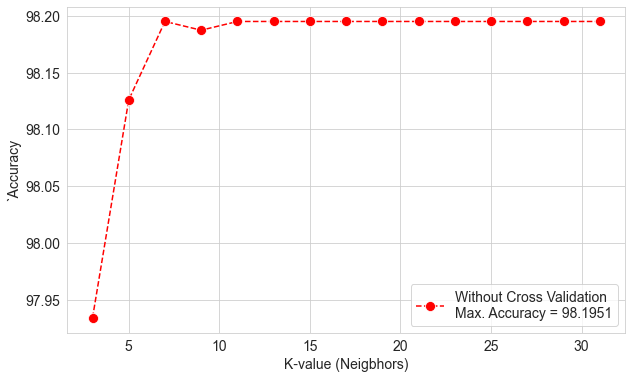 98.20
98.15
98.10
98.05
98.00
97.95
`Accuracy
5 10 15 20 25 30
K-value (Neigbhors)
Without Cross Validation
Max. Accuracy = 98.1951